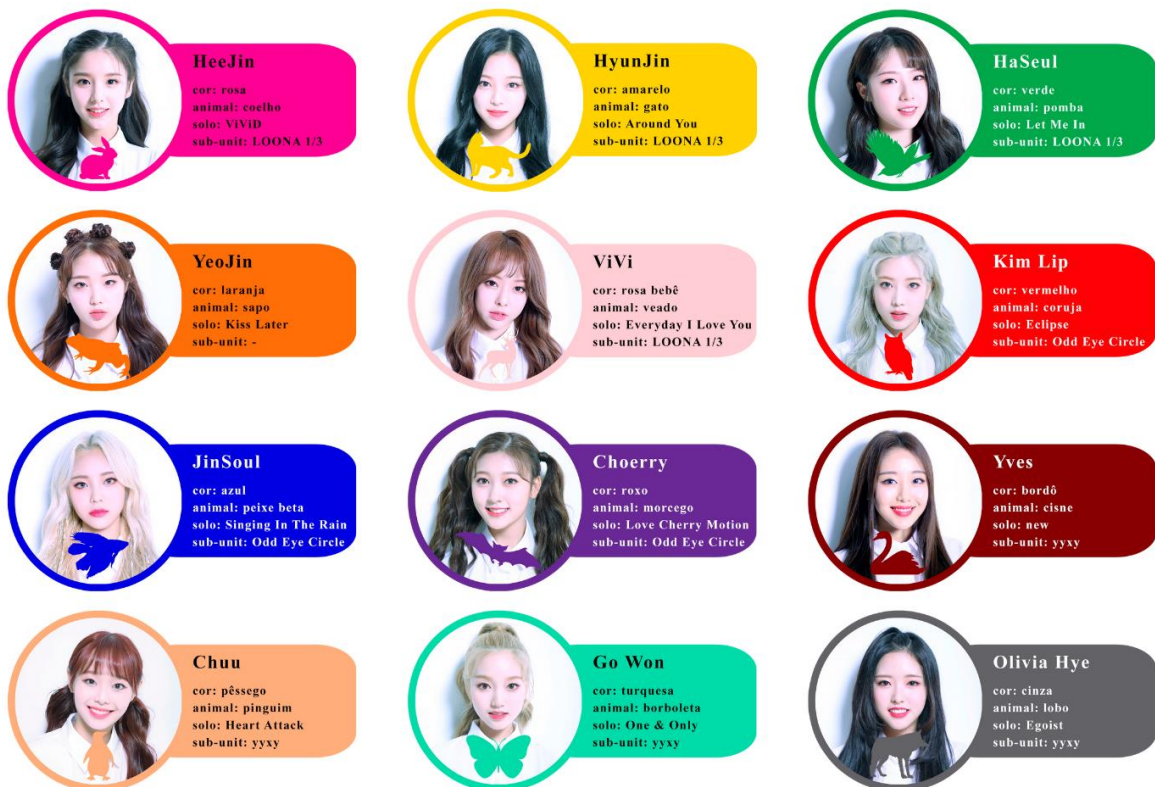 HeeJin
cor: rosa
animal: coelho
solo: ViViD
sub-unit: LOONA 1/3
HyunJin
cor: amarelo
animal: gato
solo: Around You
sub-unit: LOONA 1/3
HaSeul
cor: verde
animal: pomba
solo: Let Me In
sub-unit: LOONA 1/3
YeoJin
cor: laranja
animal: sapo
solo: Kiss Later
sub-unit: -
ViVi
cor: rosa bebê
animal: veado
solo: Everyday I Love You
sub-unit: LOONA 1/3
Kim Lip
cor: vermelho
animal: coruja
solo: Eclipse
sub-unit: Odd Eye Circle
JinSoul
cor: azul
animal: peixe beta
solo: Singing In The Rain
sub-unit: Odd Eye Circle
Choerry
cor: roxo
animal: morcego
solo: Love Cherry Motion
sub-unit: Odd Eye Circle
Yves
cor: bordô
animal: cisne
solo: new
sub-unit: yyxy
Chuu
cor: pêssego
animal: pinguim
solo: Heart Attack
sub-unit: yyxy
Go Won
cor: turquesa
animal: borboleta
solo: One & Only
sub-unit: yyxy
Olivia Hye
cor: cinza
animal: lobo
solo: Egoist
sub-unit: yyxy